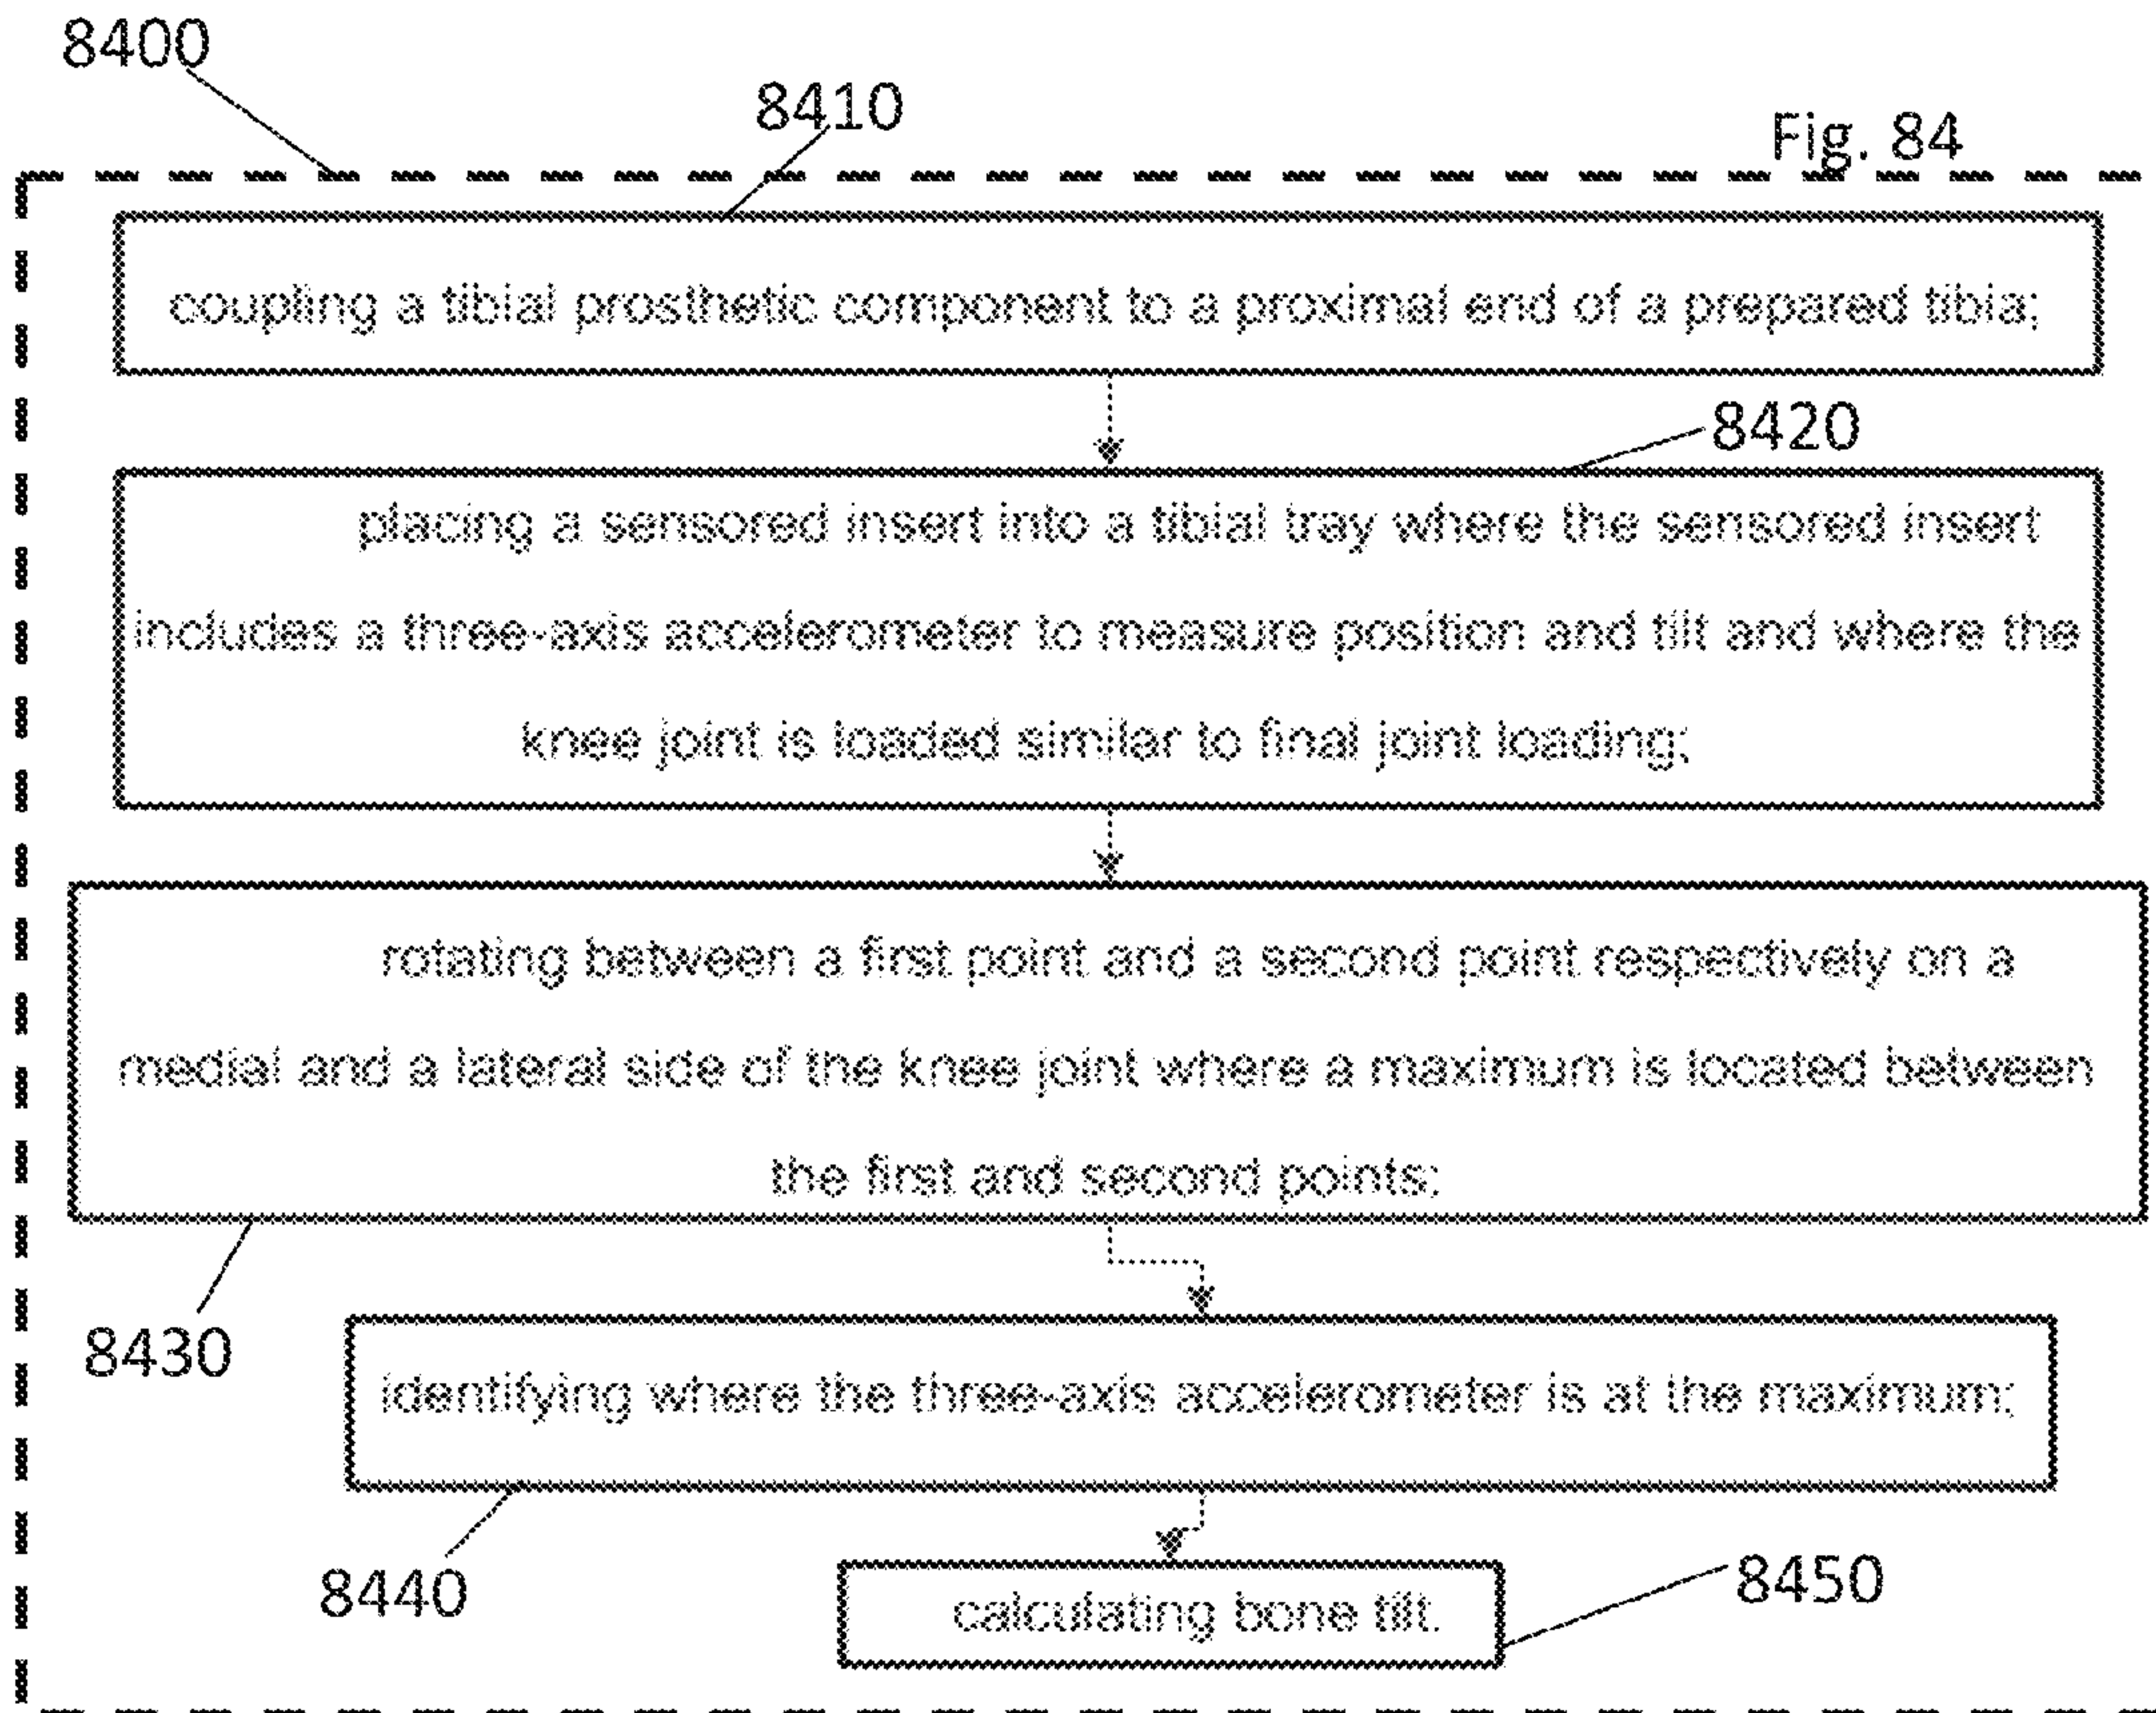 8400
8410
Fig. 84
coupling a tibial prosthetic component to a proximal end of a prepared tibia;
8420
placing a sensored insert into a tibial tray where the sensored insert
includes a three-axis accelerometer to measure position and tilt and where the
knee joint is loaded similar to final joint loading;
rotating between a first point and a second point respectively on a
medial and a lateral side of the knee joint where a maximum is located between
the first and second points;
8430
identifying where the three-axis accelerometer is at the maximum;
8440
calculating bone tilt.
8450